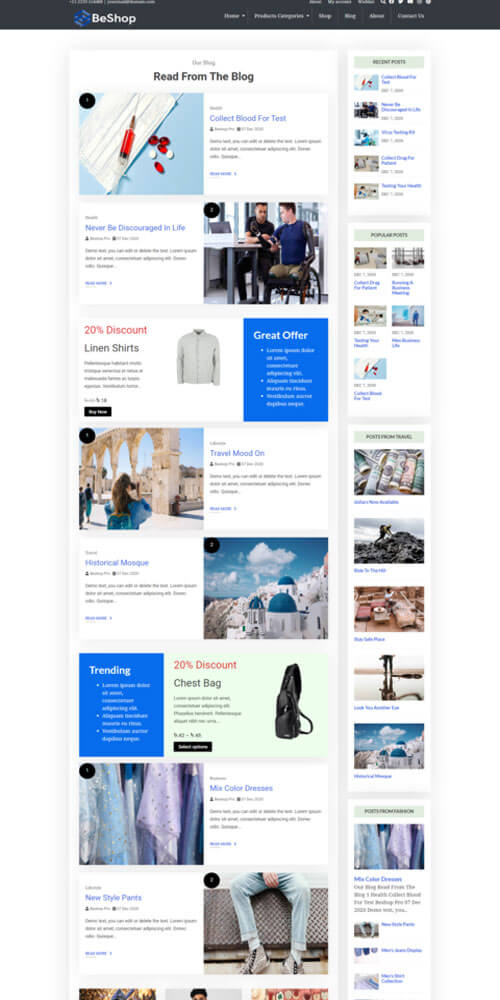 About My account Wishlist
BeShop
Home Products Categories Shop Blog About Contact Us
Our Blog
Read From The Blog
1
Health
Collect Blood For Test
Beshop Pro 07 Dec 2020
Demo text, you can edit or delete the text. Lorem ipsum
dolor sit amet, consectetuer adipiscing elit. Donec
odio. Quisque...
READ MORE
2
Health
Never Be Discouraged In Life
Beshop Pro 07 Dec 2020
Demo text, you can edit or delete the text. Lorem ipsum
dolor sit amet, consectetuer adipiscing elit. Donec
odio. Quisque...
READ MORE
20% Discount
Linen Shirts
Pellentesque habitant morbi
tristique senectus et netus et
malesuada fames ac turpis
egestas. Vestibulum tortor...
Buy Now
Great Offer
Lorem ipsum dolor
sit amet,
consectetuer
adipiscing elit.
Aliquam tincidunt
mauris eu risus.
Vestibulum auctor
dapibus neque.
1
Lifestyle
Travel Mood On
Beshop Pro 07 Dec 2020
Demo text, you can edit or delete the text. Lorem ipsum
dolor sit amet, consectetuer adipiscing elit. Donec
odio. Quisque...
READ MORE
2
Travel
Historical Mosque
Beshop Pro 07 Dec 2020
Demo text, you can edit or delete the text. Lorem ipsum
dolor sit amet, consectetuer adipiscing elit. Donec
odio. Quisque...
READ MORE
Trending
Lorem ipsum dolor
sit amet,
consectetuer
adipiscing elit.
Aliquam tincidunt
mauris eu risus.
Vestibulum auctor
dapibus neque.
20% Discount
Chest Bag
Lorem ipsum dolor sit amet,
consectetuer adipiscing elit.
Phasellus hendrerit. Pellentesque
aliquet nibh nec urna....
Select options
1
Business
Mix Color Dresses
Beshop Pro 07 Dec 2020
Demo text, you can edit or delete the text. Lorem ipsum
dolor sit amet, consectetuer adipiscing elit. Donec
odio. Quisque...
READ MORE
2
Lifestyle
New Style Pants
Beshop Pro 07 Dec 2020
Demo text, you can edit or delete the text. Lorem ipsum
dolor sit amet, consectetuer adipiscing elit. Donec
odio. Quisque...
READ MORE
RECENT POSTS
Collect Blood For
Test
DEC 7, 2020
Never Be
Discouraged In Life
DEC 7, 2020
Virus Testing Kit
DEC 7, 2020
Collect Drug For
Patient
DEC 7, 2020
Testing Your Health
DEC 7, 2020
POPULAR POSTS
DEC 7, 2020
Collect Drug
For Patient
DEC 7, 2020
Running A
Business
Meeting
DEC 7, 2020
Testing Your
Health
DEC 7, 2020
Men Business
Life
DEC 7, 2020
Collect Blood
For Test
POSTS FROM TRAVEL
Dollars Now Available
Ride To The Hill
Stay Safe Place
Look You Another Eye
Historical Mosque
POSTS FROM FASHION
Mix Color Dresses
Our Blog Read From The
Blog 1 Health Collect Blood
For Test Beshop Pro 07 Dec
2020 Demo text, you...
New Style Pants
Men's Jeans Display
Men's Shirt
Collection